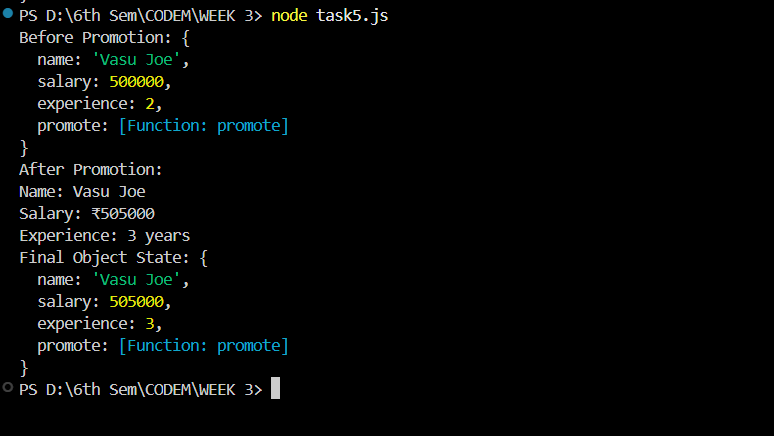 PS D:\6th Sem\CODEM\WEEK 3> node task5.js
Before Promotion: {
  name: 'Vasu Joe',
  salary: 500000,
  experience: 2,
  promote: [Function: promote]
}
After Promotion:
Name: Vasu Joe
Salary: ₹505000
Experience: 3 years
Final Object State: {
  name: 'Vasu Joe',
  salary: 505000,
  experience: 3,
  promote: [Function: promote]
}
PS D:\6th Sem\CODEM\WEEK 3>